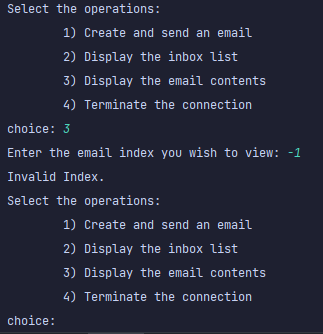 Select the operations:
1) Create and send an email
2) Display the inbox list
3) Display the email contents
4) Terminate the connection
choice: 3
Enter the email index you wish to view: -1
Invalid Index.
Select the operations:
1) Create and send an email
2) Display the inbox list
3) Display the email contents
4) Terminate the connection
choice: